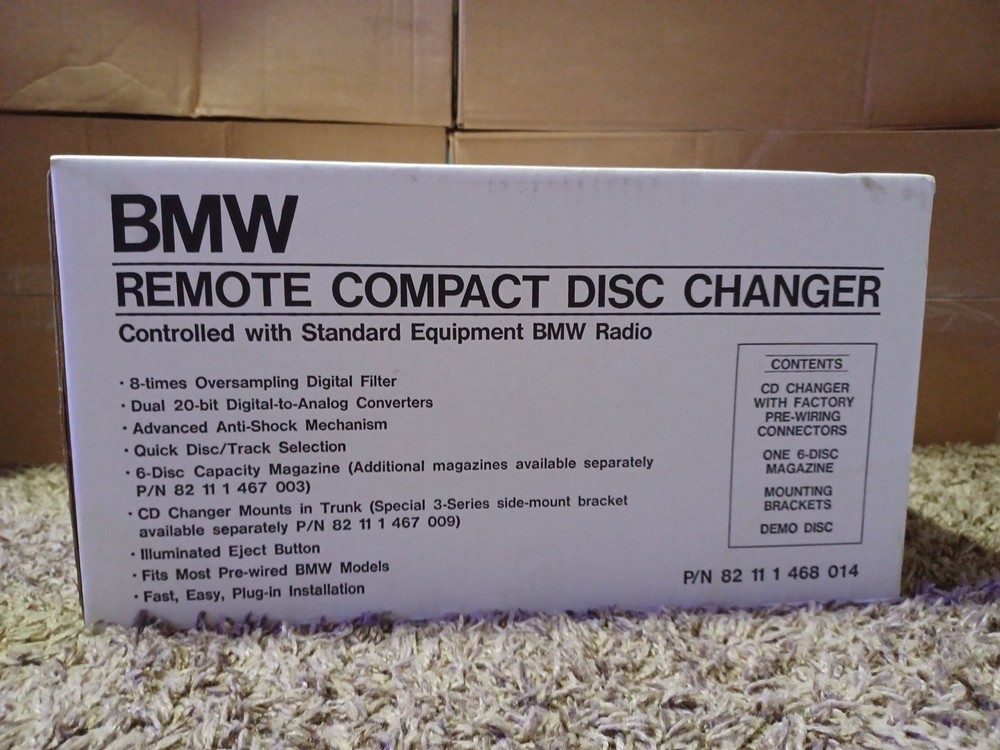 BMW
REMOTE COMPACT DISC CHANGER
Controlled with Standard Equipment BMW Radio
· 8-times Oversampling Digital Filter
· Dual 20-bit Digital-to-Analog Converters
· Advanced Anti-Shock Mechanism
· Quick Disc/Track Selection
· 6-Disc Capacity Magazine (Additional magazines available separately
P/N 82 11 1 467 003)
· CD Changer Mounts in Trunk (Special 3-Series side-mount bracket
available separately P/N 82 11 1 467 009)
· Illuminated Eject Button
· Fits Most Pre-wired BMW Models
· Fast, Easy, Plug-in Installation
CONTENTS
CD CHANGER
WITH FACTORY
PRE-WIRING
CONNECTORS
ONE 6-DISC
MAGAZINE
MOUNTING
BRACKETS
DEMO DISC
P/N 82 11 1 468 014